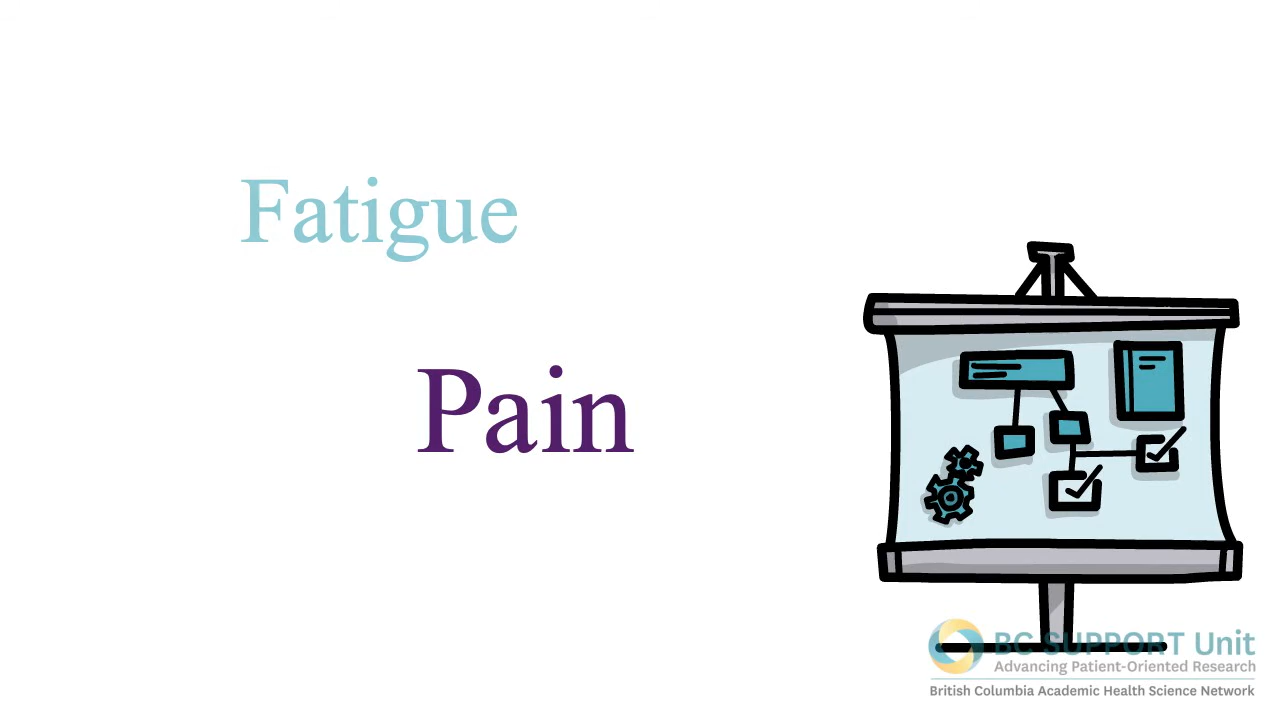 Fatigue
Pain
BC SUPPORT Unit
Advancing Patient-Oriented Research
British Columbia Academic Health Science Network